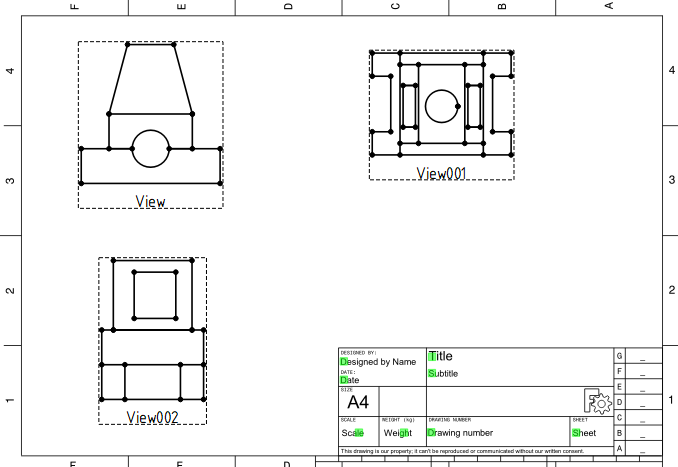 F E D C B A
4 4
View001
3 3
View
2 2
DESIGNED BY:
Designed by Name
DATE:
Date
Title
Subtitle
G _
F _
E _
SIZE
A4
D _
1 1
View002
SCALE
Scale
WEIGHT (kg)
Weight
DRAWING NUMBER
Drawing number
SHEET
Sheet
C _
B _
A _
This drawing is our property; it can't be reproduced or communicated without our written consent.
F E D